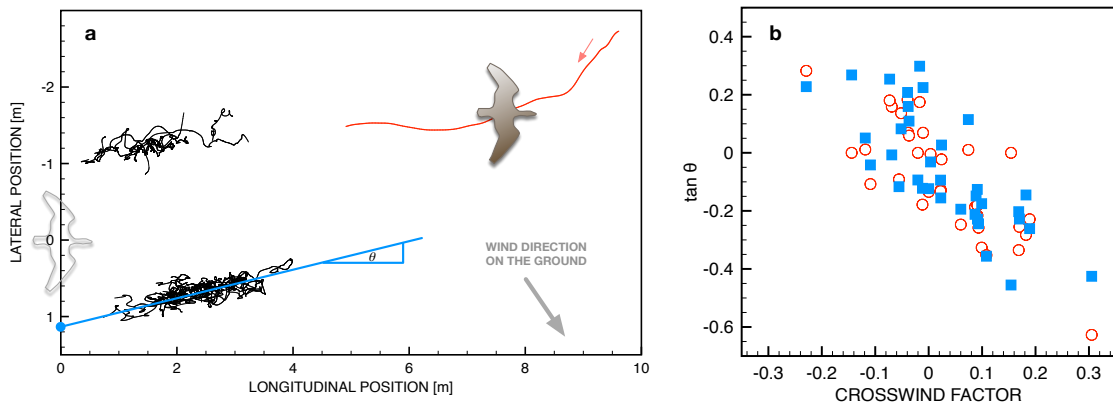 a
-2
-1
0
1
LATERAL POSITION [m]
θ
WIND DIRECTION
ON THE GROUND
0
2
4
6
8
10
LONGITUDINAL POSITION [m]
b
0.4
0.2
0
-0.2
-0.4
-0.6
tan θ
-0.3
-0.2
-0.1
0
0.1
0.2
0.3
CROSSWIND FACTOR